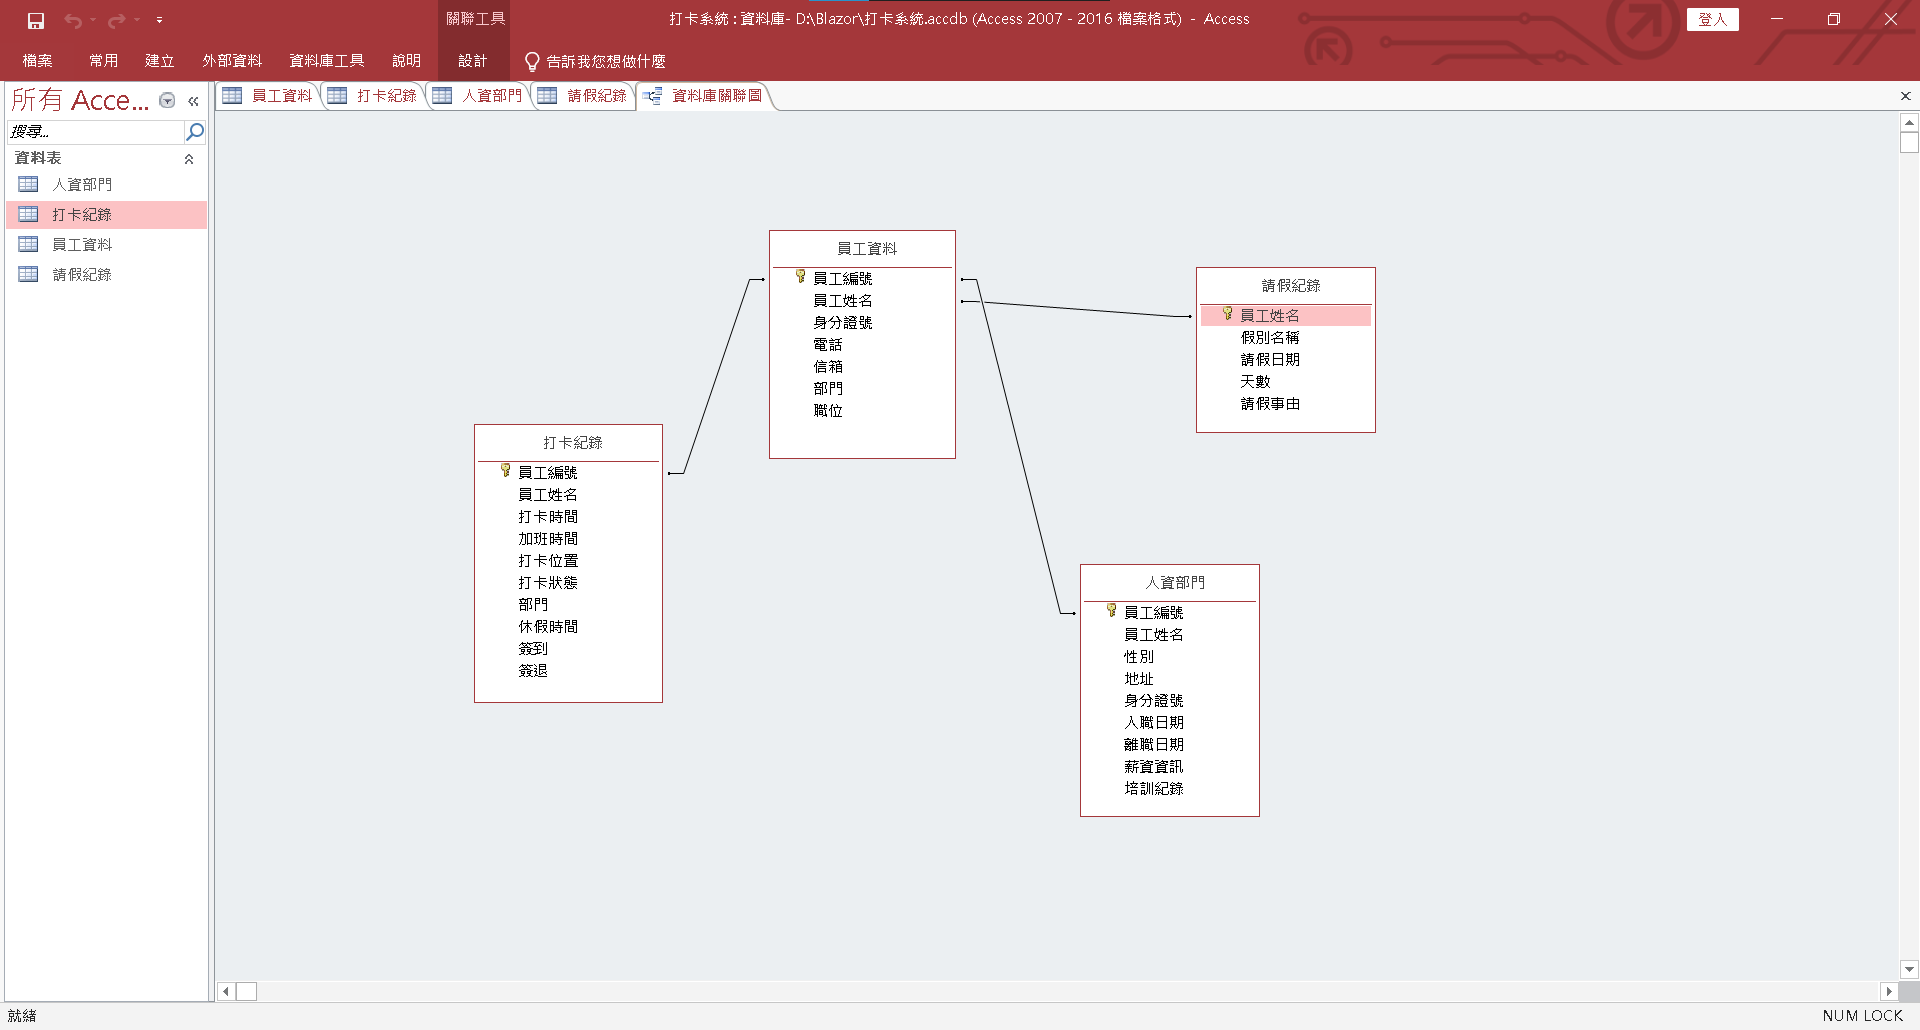 關聯工具
打卡系統 : 資料庫- D:\Blazor\打卡系統.accdb (Access 2007 - 2016 檔案格式) - Access
登入
檔案 常用 建立 外部資料 資料庫工具 說明 設計 告訴我您想做什麼
所有 Acce...
員工資料 打卡紀錄 人資部門 請假紀錄 資料庫關聯圖
搜尋...
資料表
人資部門
打卡紀錄
員工資料
請假紀錄
員工資料
員工編號
員工姓名
身分證號
電話
信箱
部門
職位
請假紀錄
員工姓名
假別名稱
請假日期
天數
請假事由
打卡紀錄
員工編號
員工姓名
打卡時間
加班時間
打卡位置
打卡狀態
部門
休假時間
簽到
簽退
人資部門
員工編號
員工姓名
性別
地址
身分證號
入職日期
離職日期
薪資資訊
培訓紀錄
就緒
NUM LOCK